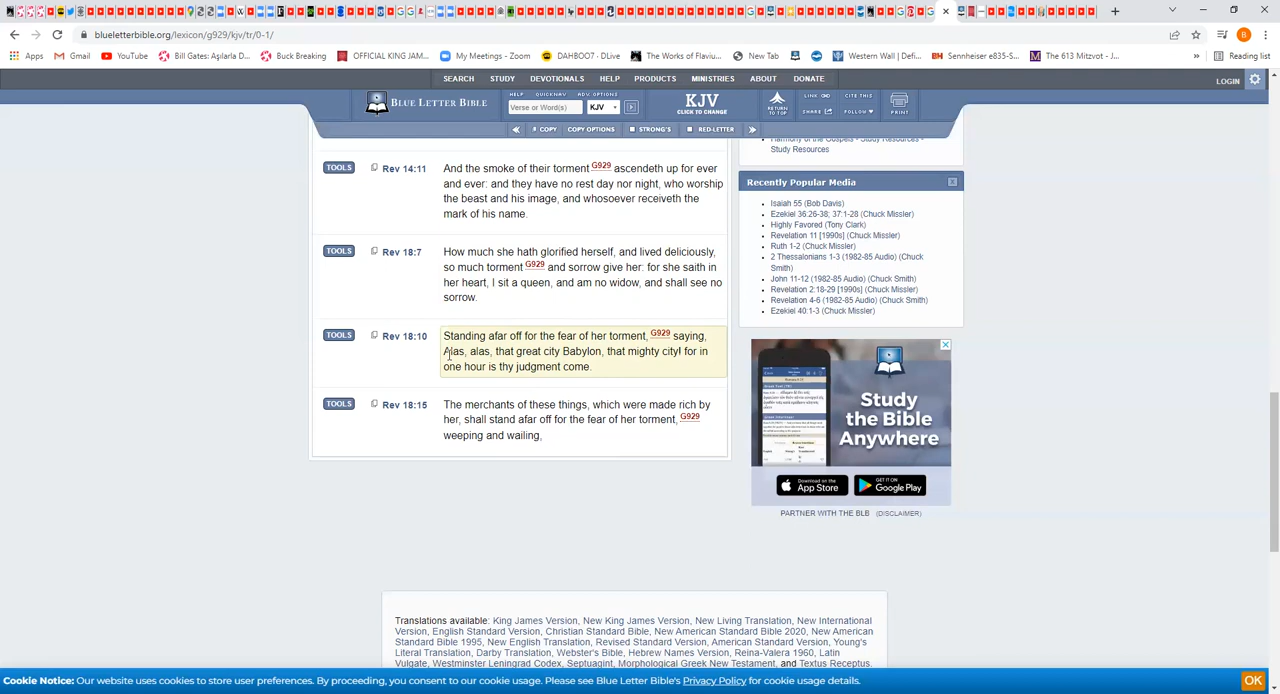 blueletterbible.org/lexicon/g929/kjv/tr/0-1/
B
Apps
Gmail
YouTube
Bill Gates: Aşılarla D...
Buck Breaking
OFFICIAL KING JAM...
My Meetings - Zoom
DAHBOO7 - DLive
The Works of Flaviu...
New Tab
Western Wall | Defi...
Sennheiser e835-S...
The 613 Mitzvot - J...
»
Reading list
SEARCH STUDY DEVOTIONALS HELP PRODUCTS MINISTRIES ABOUT DONATE
LOGIN
BLUE LETTER BIBLE
HELP QUICKNAV ADV. OPTIONS
Verse or Word(s) KJV
KJV
CLICK TO CHANGE
RETURN
TO TOP
LINK
SHARE
CITE THIS
FOLLOW
PRINT
« COPY COPY OPTIONS STRONG'S RED-LETTER »
TOOLS Rev 14:11
And the smoke of their torment G929 ascendeth up for ever
and ever: and they have no rest day nor night, who worship
the beast and his image, and whosoever receiveth the
mark of his name.
TOOLS Rev 18:7
How much she hath glorified herself, and lived deliciously,
so much torment G929 and sorrow give her: for she saith in
her heart, I sit a queen, and am no widow, and shall see no
sorrow.
TOOLS Rev 18:10
Standing afar off for the fear of her torment, G929 saying,
Alas, alas, that great city Babylon, that mighty city! for in
one hour is thy judgment come.
TOOLS Rev 18:15
The merchants of these things, which were made rich by
her, shall stand afar off for the fear of her torment, G929
weeping and wailing,
Harmony of the Gospels - Study Resources -
Study Resources
Recently Popular Media
Isaiah 55 (Bob Davis)
Ezekiel 36:26-38; 37:1-28 (Chuck Missler)
Highly Favored (Tony Clark)
Revelation 11 [1990s] (Chuck Missler)
Ruth 1-2 (Chuck Missler)
2 Thessalonians 1-3 (1982-85 Audio) (Chuck
Smith)
John 11-12 (1982-85 Audio) (Chuck Smith)
Revelation 2:18-29 [1990s] (Chuck Missler)
Revelation 4-6 (1982-85 Audio) (Chuck Smith)
Ezekiel 40:1-3 (Chuck Missler)
Study
the Bible
Anywhere
Download on the
App Store
GET IT ON
Google Play
PARTNER WITH THE BLB (DISCLAIMER)
Translations available: King James Version, New King James Version, New Living Translation, New International
Version, English Standard Version, Christian Standard Bible, New American Standard Bible 2020, New American
Standard Bible 1995, New English Translation, Revised Standard Version, American Standard Version, Young's
Literal Translation, Darby Translation, Webster's Bible, Hebrew Names Version, Reina-Valera 1960, Latin
Vulgate, Westminster Leningrad Codex, Septuagint, Morphological Greek New Testament, and Textus Receptus.
Cookie Notice: Our website uses cookies to store user preferences. By proceeding, you consent to our cookie usage. Please see Blue Letter Bible's Privacy Policy for cookie usage details.
OK